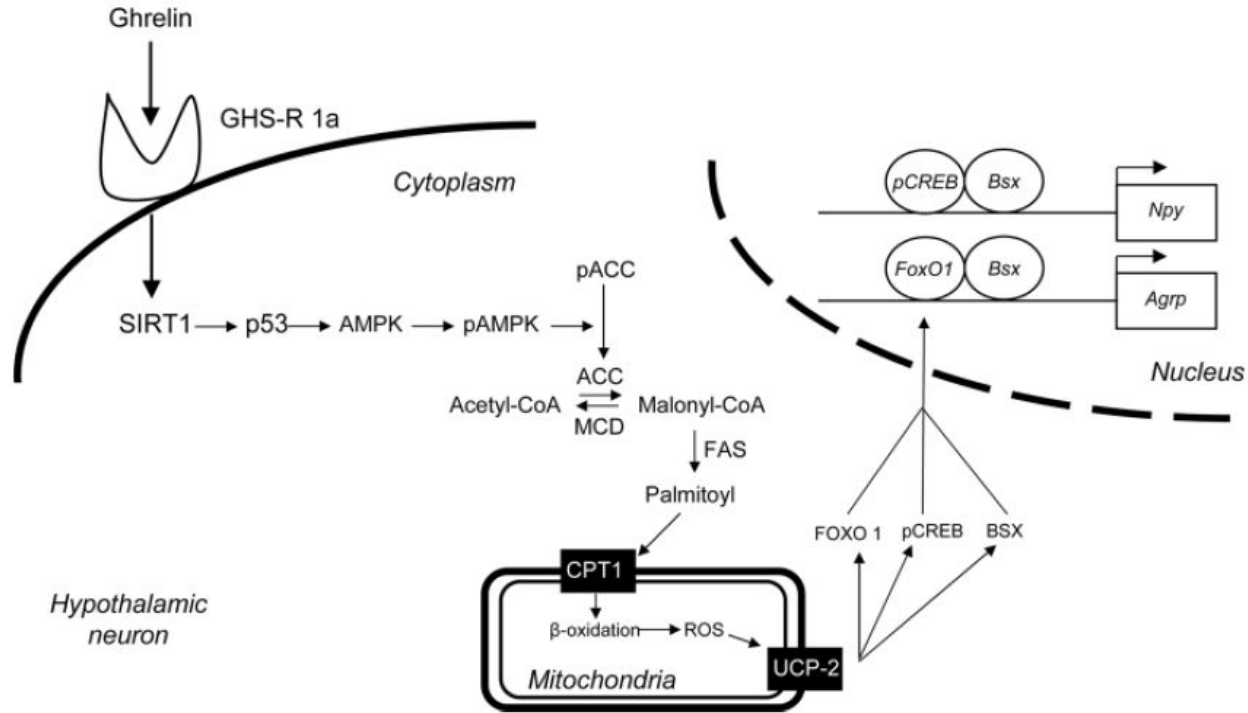 Ghrelin
GHS-R 1a
Cytoplasm
pCREB Bsx
Npy
FoxO1 Bsx
Agrp
Nucleus
pACC
SIRT1 p53 AMPK pAMPK
ACC
Acetyl-CoA Malonyl-CoA
MCD
FAS
Palmitoyl
FOXO 1 pCREB BSX
CPT1
Hypothalamic
neuron
β-oxidation ROS
UCP-2
Mitochondria